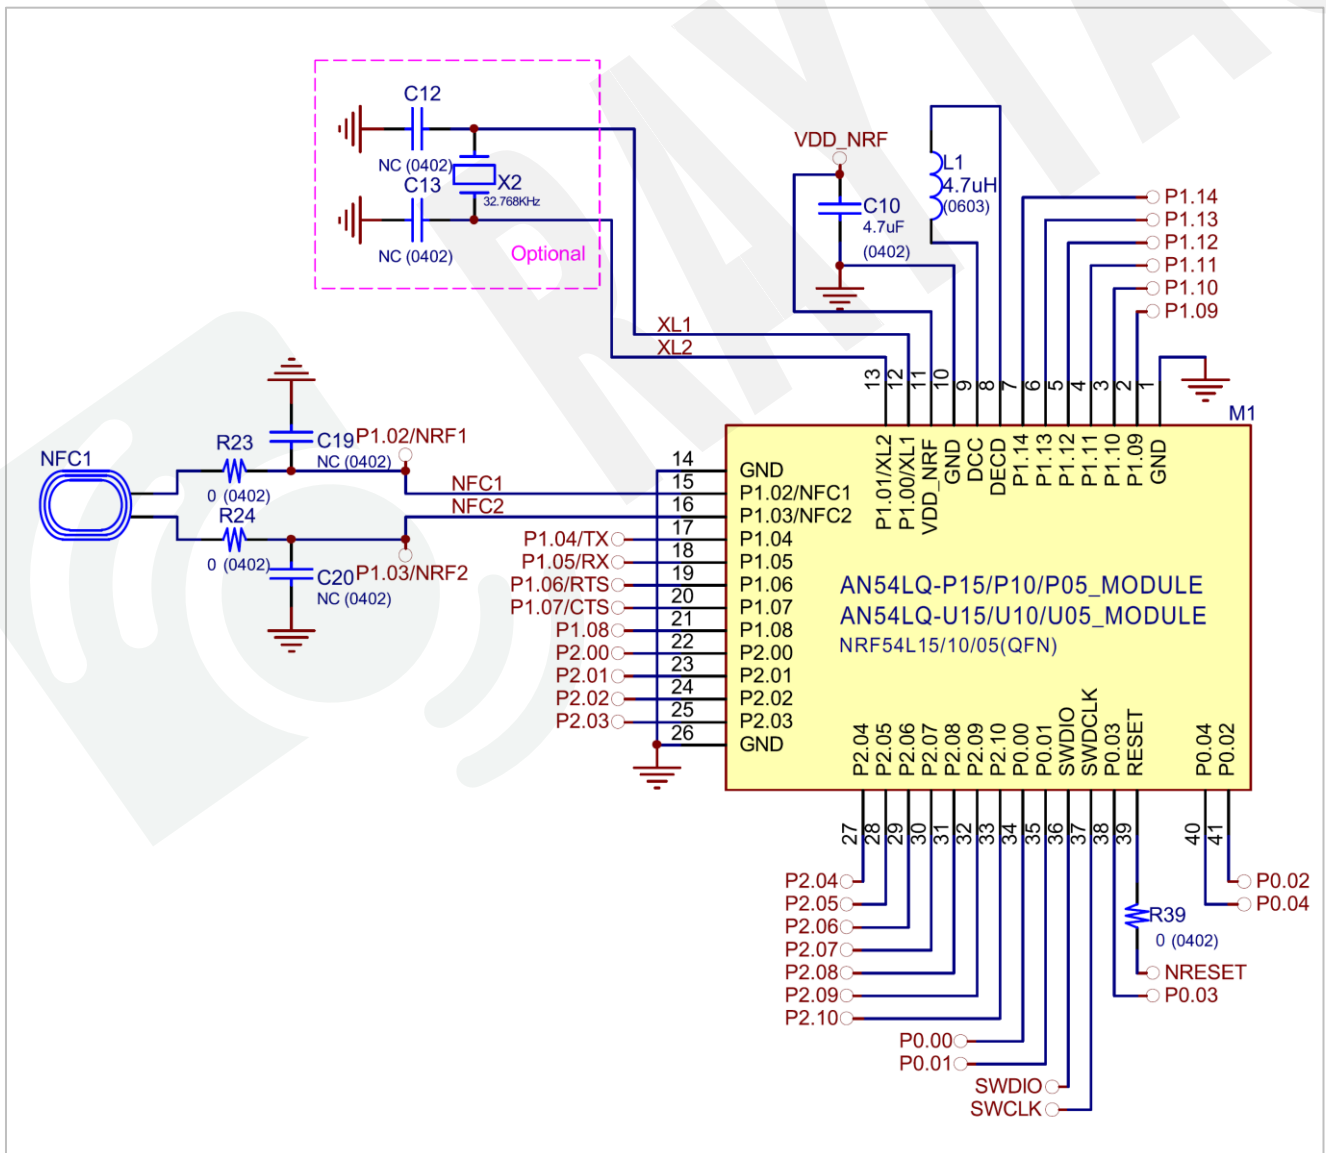 C12
NC (0402)
C13
NC (0402)
X2
32.768KHz
Optional
VDD_NRF
C10
4.7uF
(0402)
L1
4.7uH
(0603)
P1.14
P1.13
P1.12
P1.11
P1.10
P1.09
XL1
XL2
13
12
11
10
9
8
7
6
5
4
3
2
1
M1
P1.01/XL2
P1.00/XL1
VDD_NRF
GND
DCC
DECD
P1.14
P1.13
P1.12
P1.11
P1.10
P1.09
GND
NFC1
R23
0 (0402)
R24
0 (0402)
C19
NC (0402)
P1.02/NRF1
C20
NC (0402)
P1.03/NRF2
NFC1
NFC2
P1.04/TX
P1.05/RX
P1.06/RTS
P1.07/CTS
P1.08
P2.00
P2.01
P2.02
P2.03
14 GND
15 P1.02/NFC1
16 P1.03/NFC2
17 P1.04
18 P1.05
19 P1.06
20 P1.07
21 P1.08
22 P2.00
23 P2.01
24 P2.02
25 P2.03
26 GND
AN54LQ-P15/P10/P05_MODULE
AN54LQ-U15/U10/U05_MODULE
NRF54L15/10/05(QFN)
P2.04
P2.05
P2.06
P2.07
P2.08
P2.09
P2.10
P0.00
P0.01
SWDIO
SWDCLK
P0.03
RESET
P0.04
P0.02
27
28
29
30
31
32
33
34
35
36
37
38
39
40
41
P2.04
P2.05
P2.06
P2.07
P2.08
P2.09
P2.10
P0.00
P0.01
SWDIO
SWCLK
R39
0 (0402)
NRESET
P0.03
P0.02
P0.04
RAYTAC